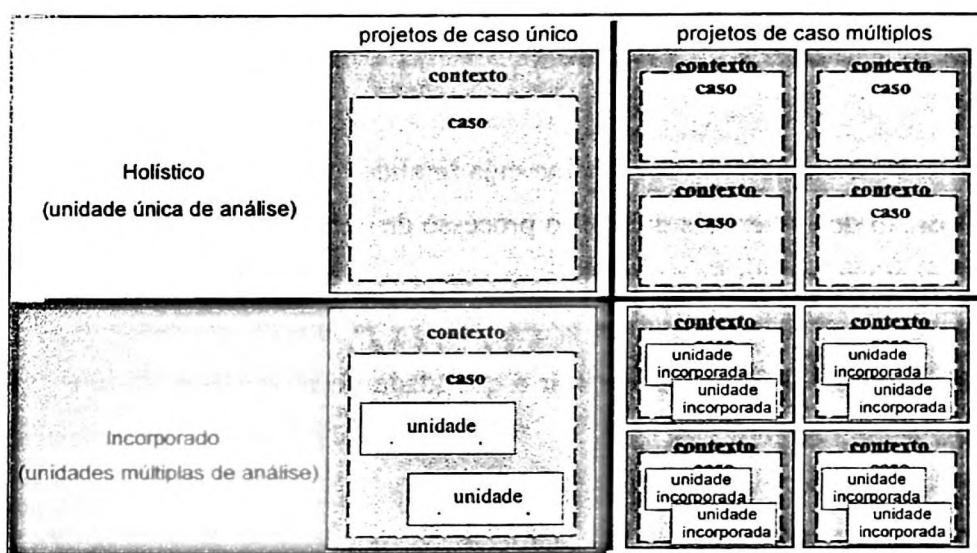 projetos de caso único
projetos de caso múltiplos
Holístico
(unidade única de análise)
contexto
caso
contexto
caso
contexto
caso
contexto
caso
contexto
caso
Incorporado
(unidades múltiplas de análise)
contexto
caso
unidade
unidade
contexto
unidade
incorporada
unidade
incorporada
contexto
unidade
incorporada
unidade
incorporada
contexto
unidade
incorporada
unidade
incorporada
contexto
unidade
incorporada
unidade
incorporada